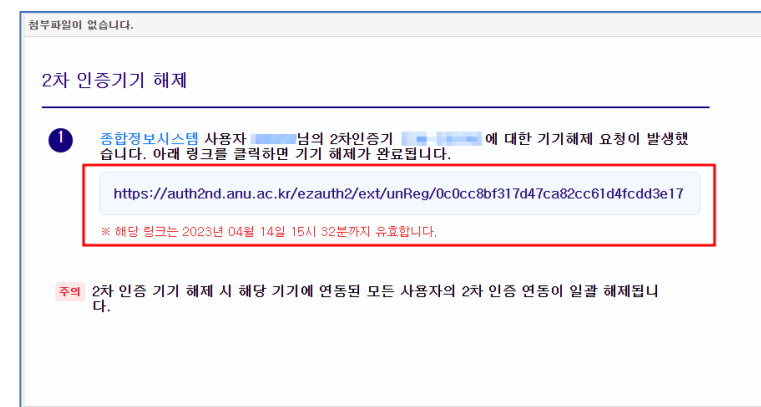 첨부파일이 없습니다.
2차 인증기기 해제
1
종합정보시스템 사용자 님의 2차인증기 에 대한 기기해제 요청이 발생했
습니다. 아래 링크를 클릭하면 기기 해제가 완료됩니다.
https://auth2nd.anu.ac.kr/ezauth2/ext/unReg/0c0cc8bf317d47ca82cc61d4fcdd3e17
※ 해당 링크는 2023년 04월 14일 15시 32분까지 유효합니다.
주의 2차 인증 기기 해제 시 해당 기기에 연동된 모든 사용자의 2차 인증 연동이 일괄 해제됩니
다.